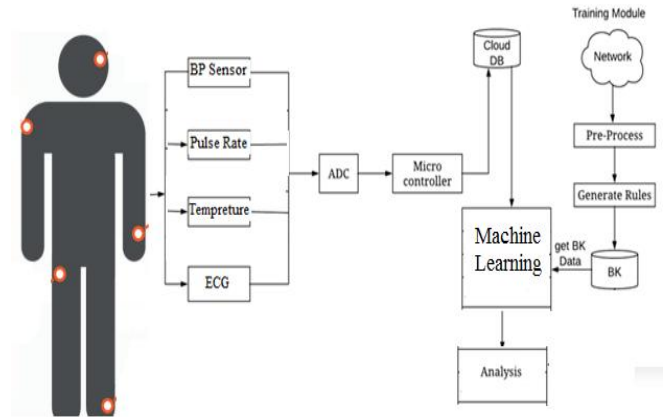 Training Module
Network
Cloud
DB
BP Sensor
Pulse Rate
Pre-Process
ADC
Micro
controller
Generate Rules
Tempreture
Machine
Learning
get BK
Data
BK
ECG
Analysis